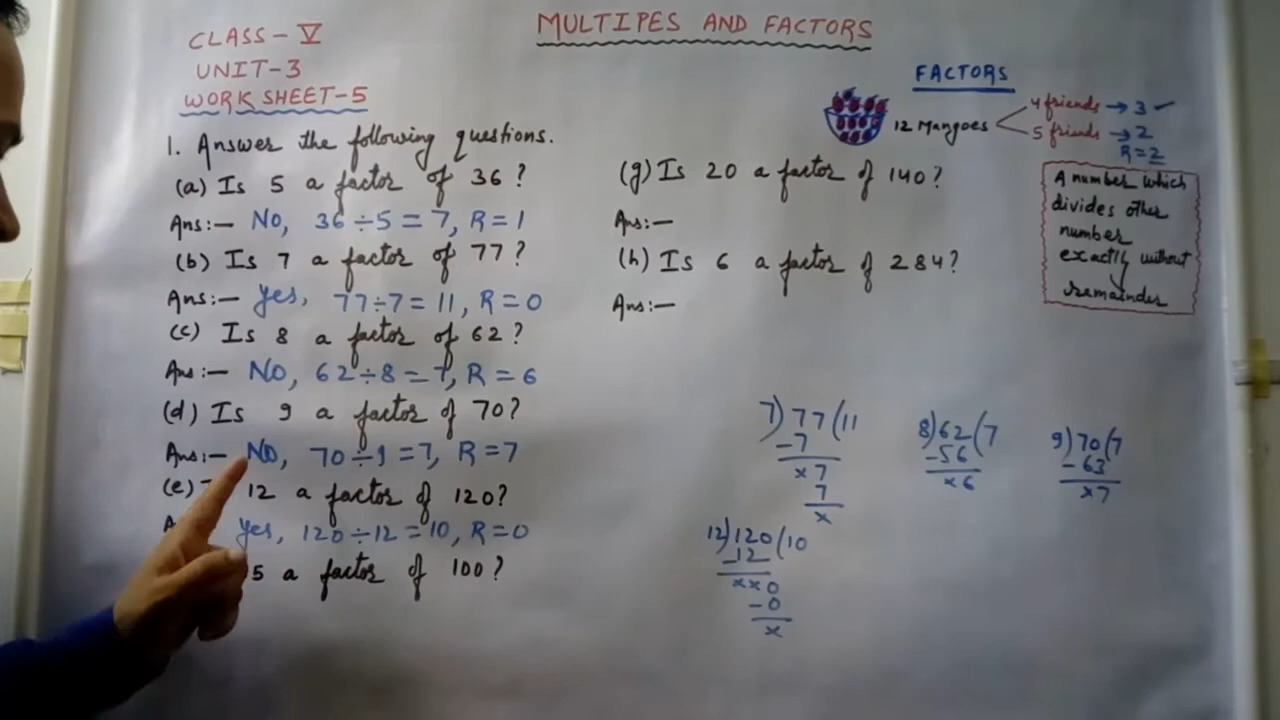 MULTIPES AND FACTORS
CLASS-V
UNIT-3
WORK SHEET-5
1. Answer the following questions.
(a) Is 5 a factor of 36?
Ans:- No, 36÷5=7, R=1
(b) Is 7 a factor of 77?
Ans:- Yes, 77÷7=11, R=0
(c) Is 8 a factor of 62?
Ans:- No, 62÷8=7, R=6
(d) Is 9 a factor of 70?
Ans:- No, 70÷9=7, R=7
(e) 12 a factor of 120?
Yes, 120÷12=10, R=0
5 a factor of 100?
(g) Is 20 a factor of 140?
Ans:-
(h) Is 6 a factor of 284?
Ans:-
FACTORS
12 Mangoes
4 friends → 3 ✓
5 friends → 2
R=2
A number which
divides other
number
exactly without
remainder
7)77(11
-7
x7
7
x
8)62(7
-56
x6
9)70(7
-63
x7
12)120(10
-12
xx0
-0
x